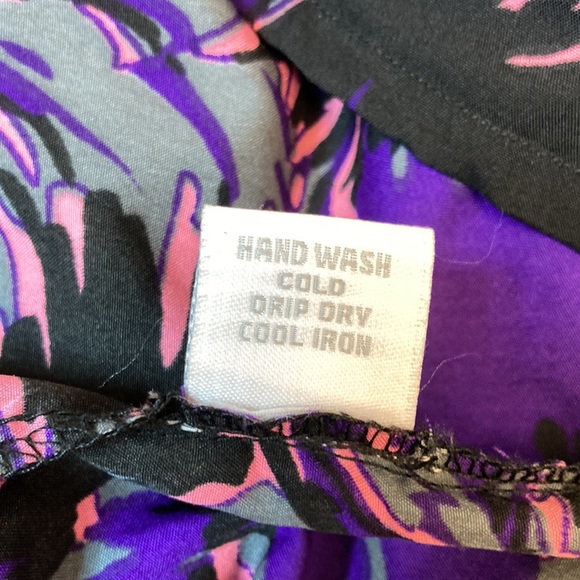 HAND WASH
COLD
DRIP DRY
COOL IRON